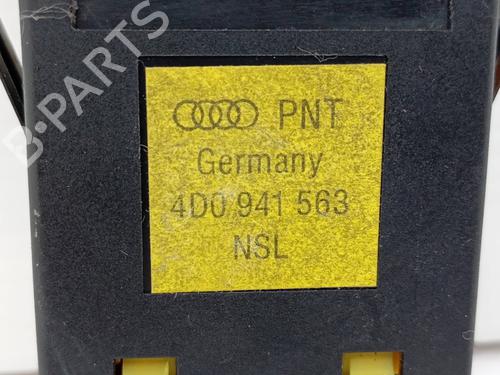 B-PARTS
PNT
Germany
4D0 941 563
NSL